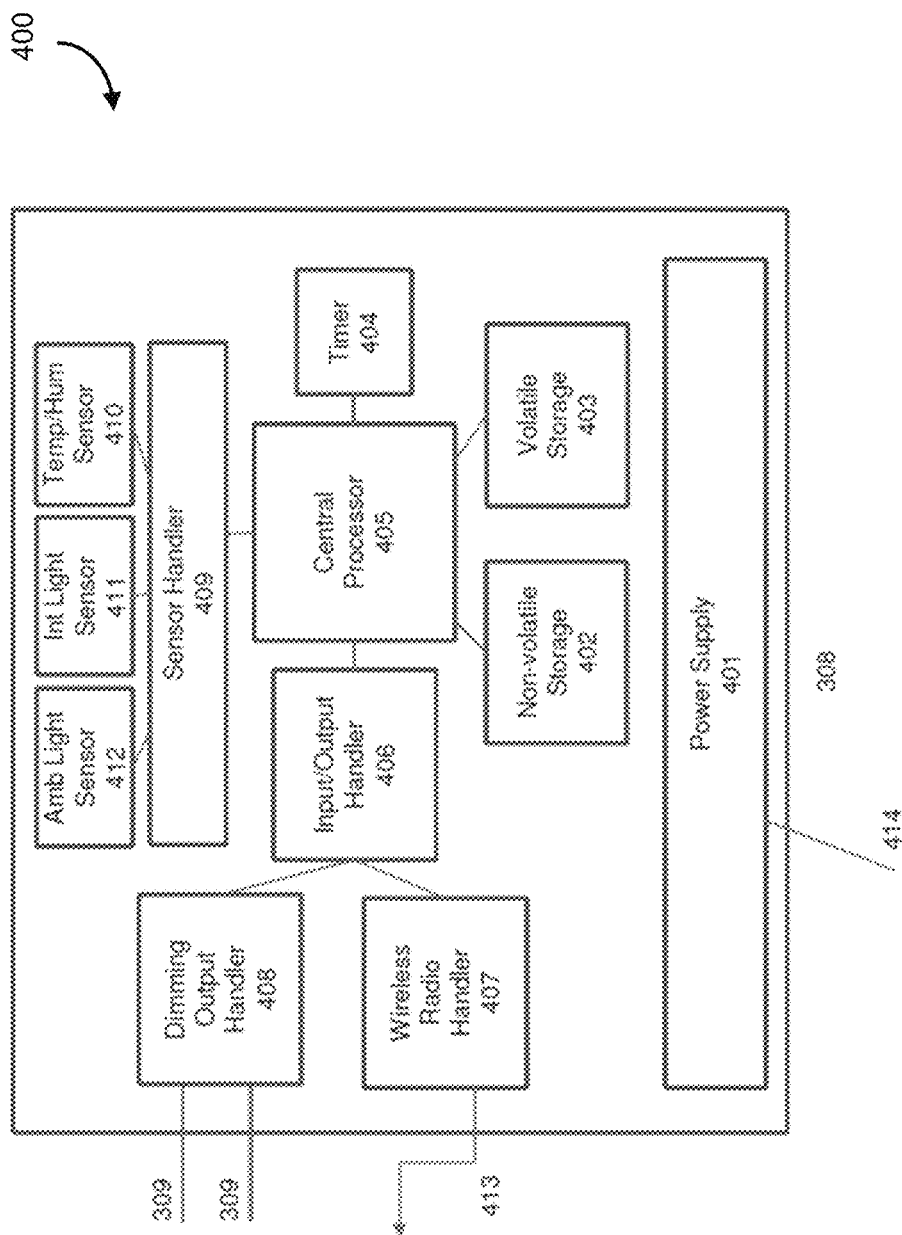 400
Amb Light
Sensor
412
Int Light
Sensor
411
Temp/Hum
Sensor
410
Sensor Handler
409
Dimming
Output
Handler
408
309
309
Input/Output
Handler
406
Central
Processor
405
Timer
404
Wireless
Radio
Handler
407
413
Non-volatile
Storage
402
Volatile
Storage
403
Power Supply
401
308
414